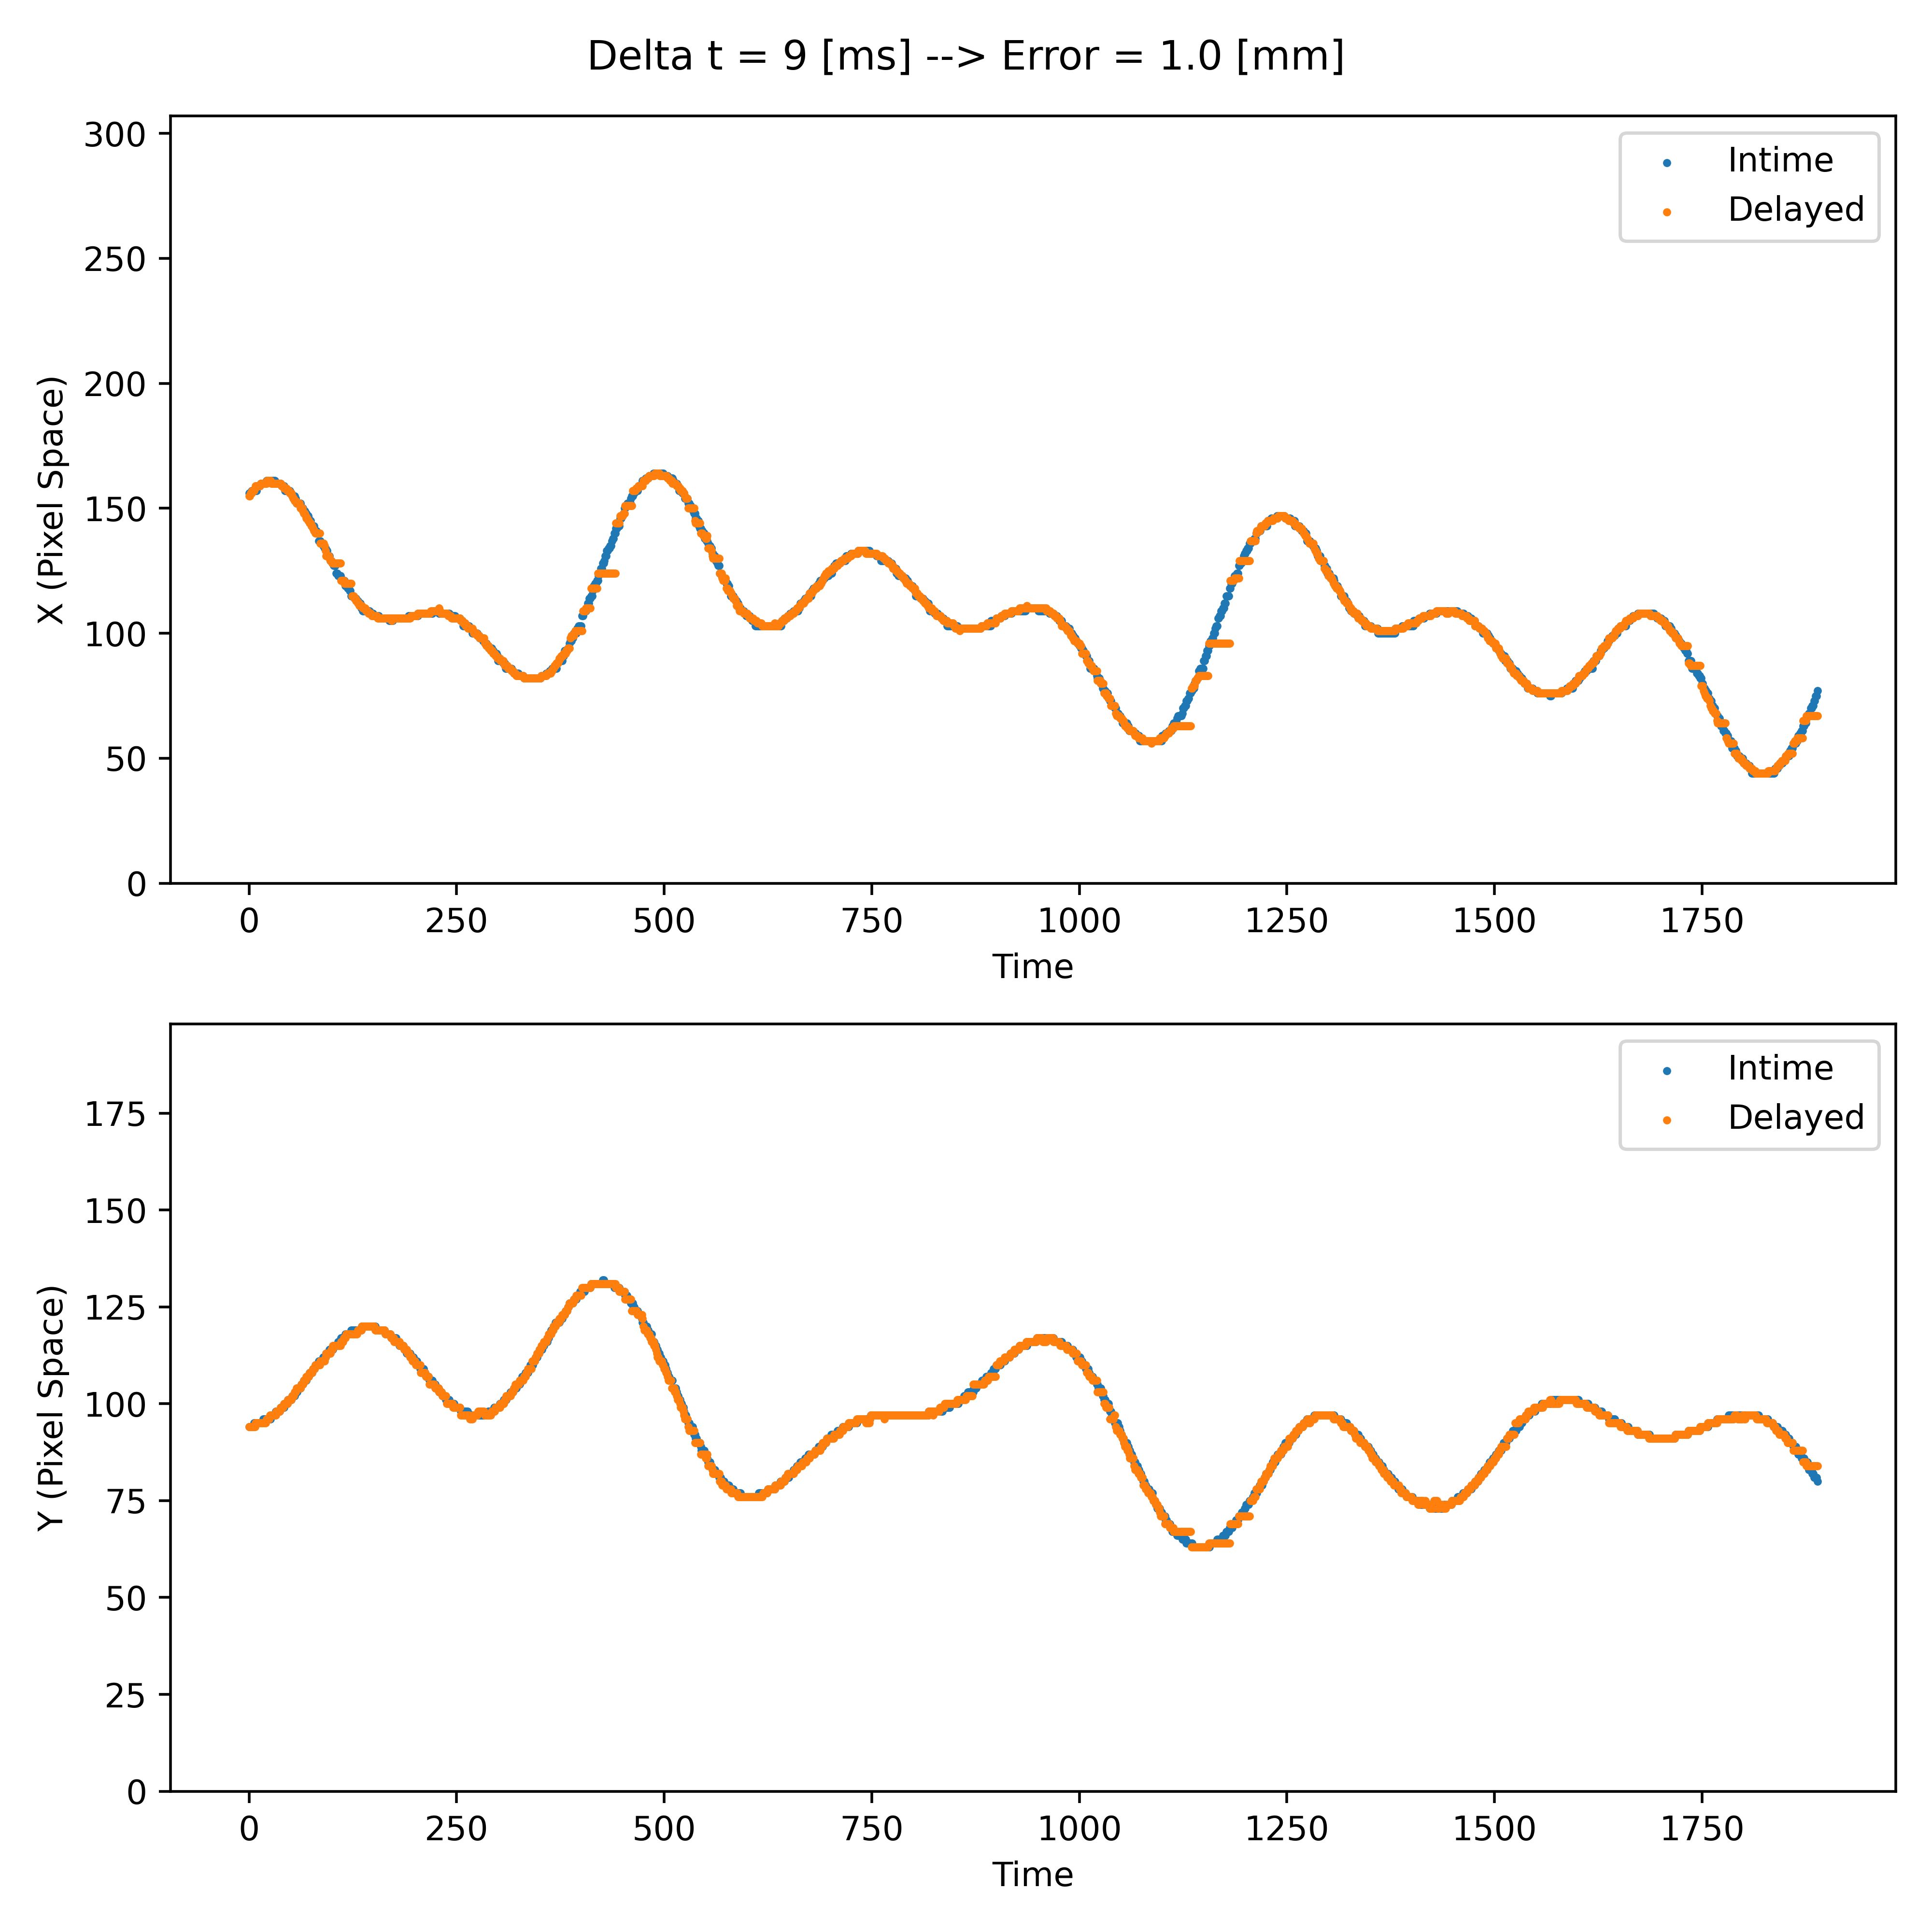 Delta t = 9 [ms] --> Error = 1.0 [mm]
300
250
200
150
100
50
0
X (Pixel Space)
Intime
Delayed
0 250 500 750 1000 1250 1500 1750
Time
175
150
125
100
75
50
25
0
Y (Pixel Space)
Intime
Delayed
0 250 500 750 1000 1250 1500 1750
Time